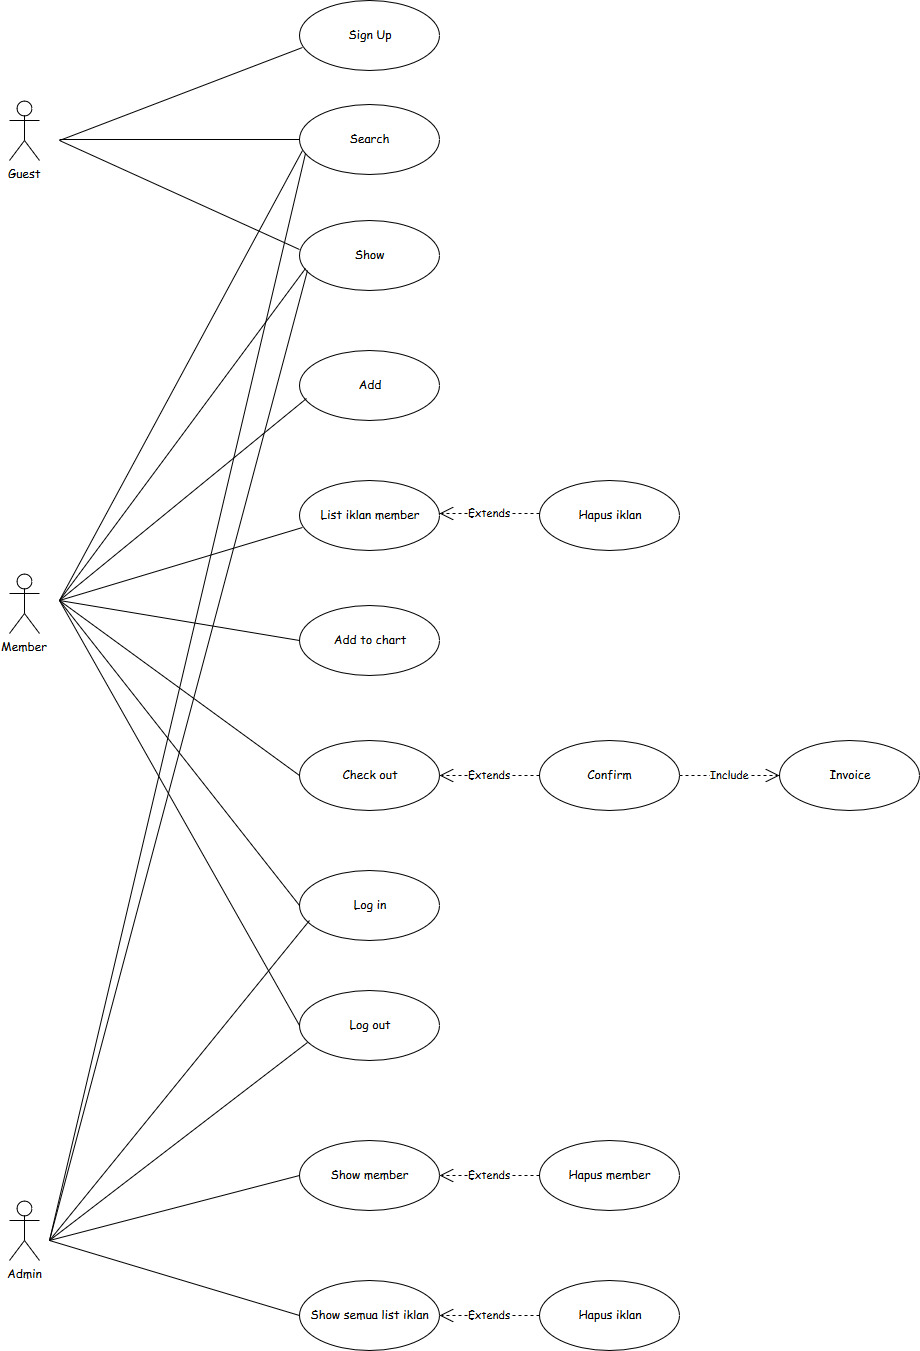 Sign Up
Search
Guest
Show
Add
List iklan member
Extends
Hapus iklan
Member
Add to chart
Check out
Extends
Confirm
Include
Invoice
Log in
Log out
Show member
Extends
Hapus member
Admin
Show semua list iklan
Extends
Hapus iklan